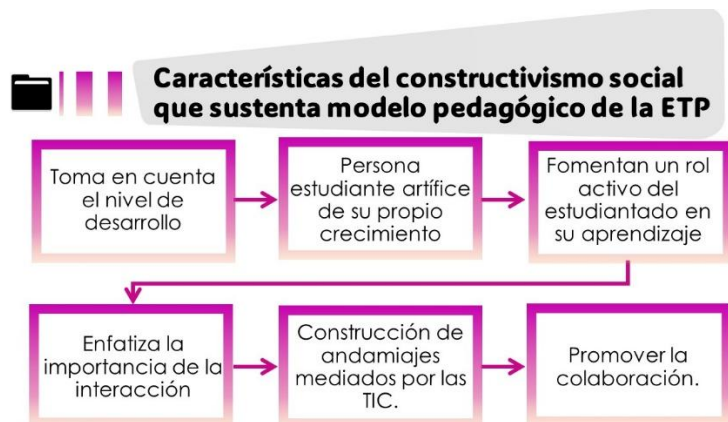 Características del constructivismo social
que sustenta modelo pedagógico de la ETP
Toma en cuenta
el nivel de
desarrollo
Persona
estudiante artífice
de su propio
crecimiento
Fomentan un rol
activo del
estudiantado en
su aprendizaje
Enfatiza la
importancia de la
interacción
Construcción de
andamiajes
mediados por las
TIC.
Promover la
colaboración.